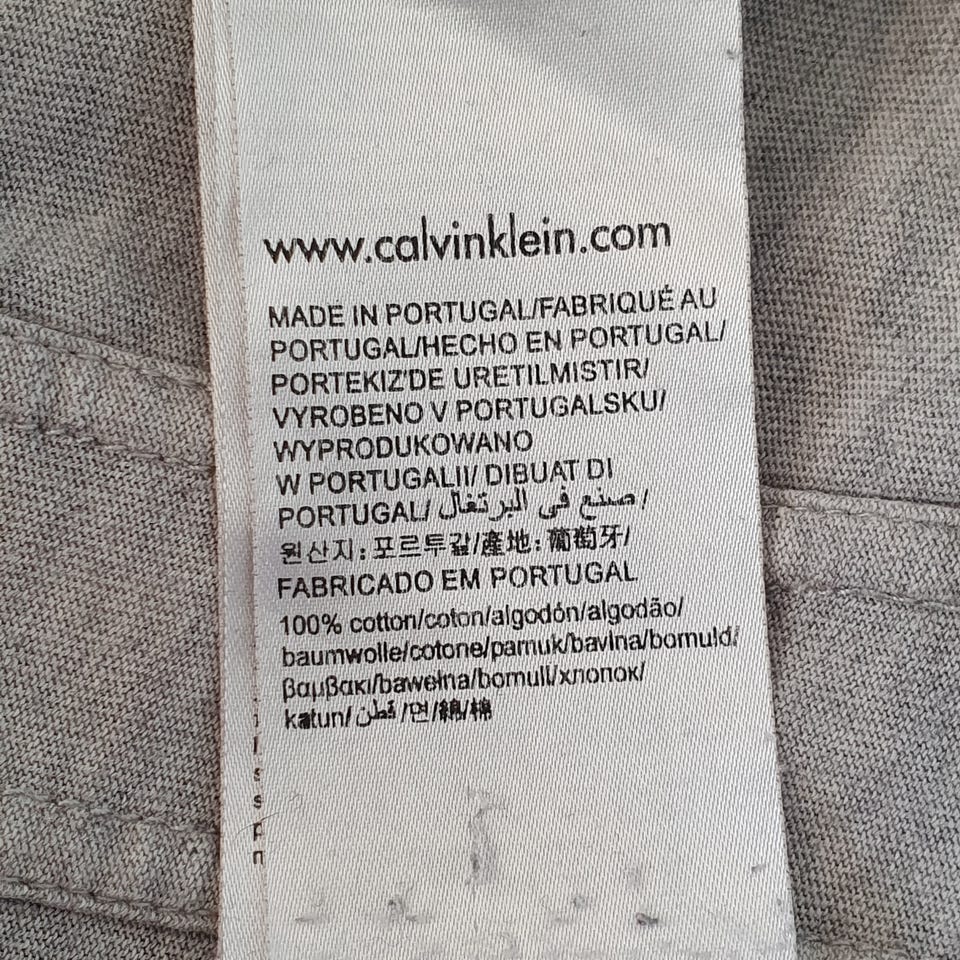 www.calvinklein.com
MADE IN PORTUGAL/FABRIQUÉ AU
PORTUGAL/HECHO EN PORTUGAL/
PORTEKIZ'DE URETILMISTIR/
VYROBENO V PORTUGALSKU/
WYPRODUKOWANO
W PORTUGALII/ DIBUAT DI
PORTUGAL/ صنع في البرتغال/
원산지: 포르투갈/產地: 葡萄牙/
FABRICADO EM PORTUGAL
100% cotton/coton/algodón/algodão/
baumwolle/cotone/pamuk/bavlna/bomuld/
βαμβακι/bawełna/bomull/хлопок/
katun/ قطن /면/綿/棉